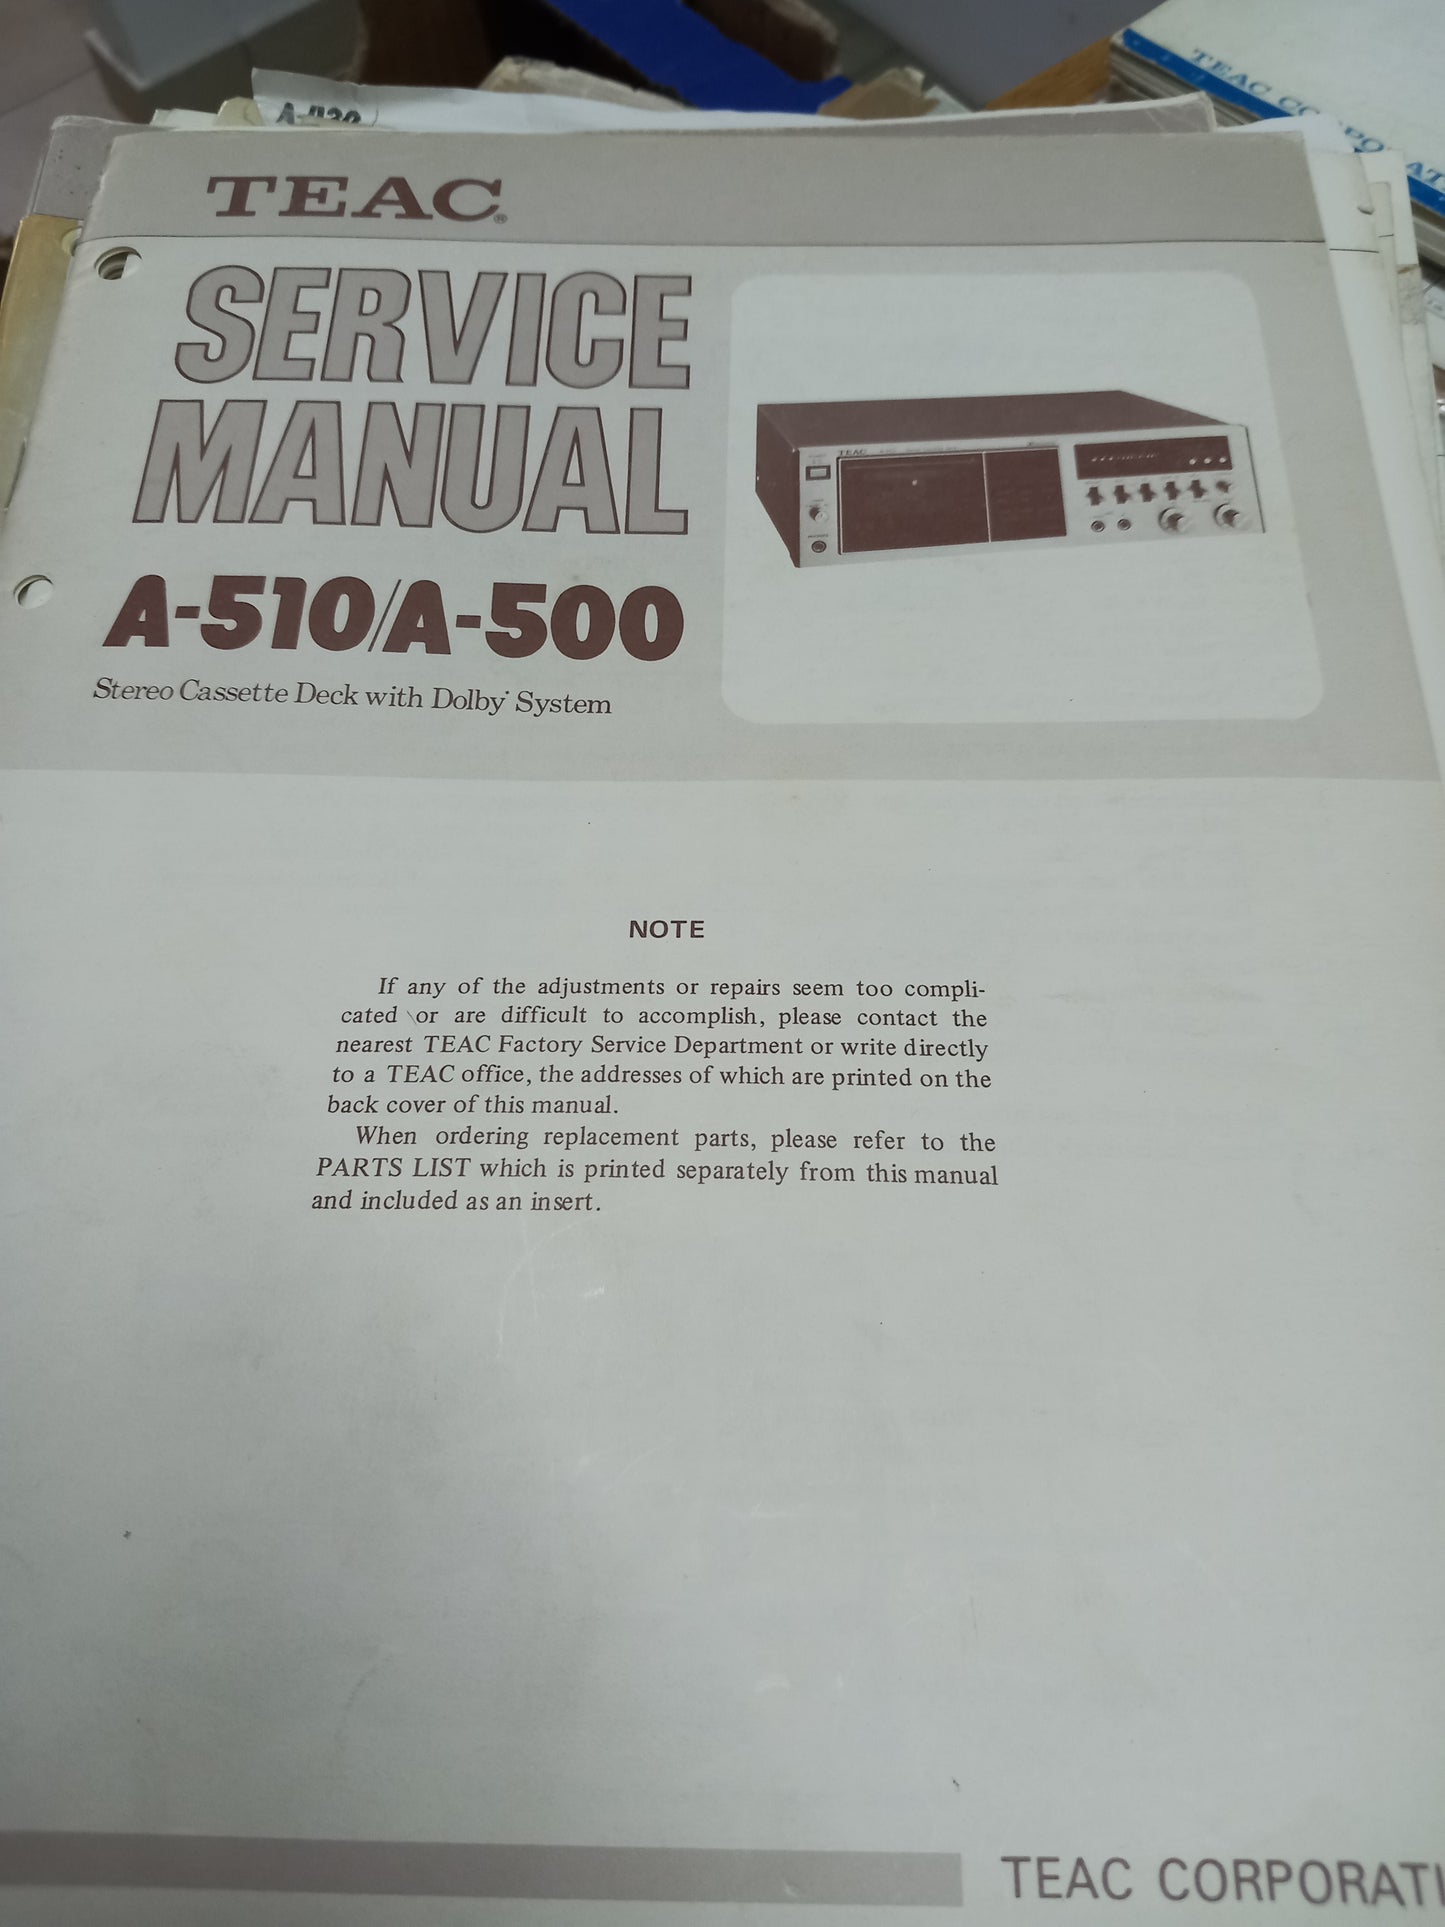 TEAC CORPORAT
TEAC®
SERVICE
MANUAL
A-510/A-500
Stereo Cassette Deck with Dolby* System
TEAC
NOTE
If any of the adjustments or repairs seem too compli-
cated or are difficult to accomplish, please contact the
nearest TEAC Factory Service Department or write directly
to a TEAC office, the addresses of which are printed on the
back cover of this manual.
When ordering replacement parts, please refer to the
PARTS LIST which is printed separately from this manual
and included as an insert.
TEAC CORPORATI